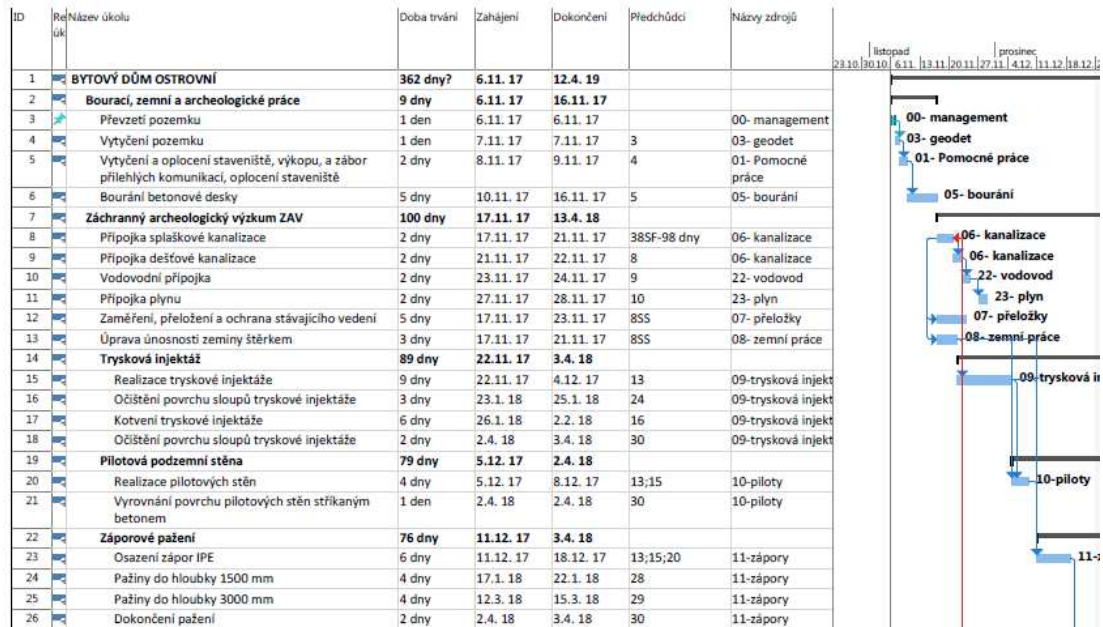 ID Re Název úkolu Doba trvání Zahájení Dokončení Předchůdci Názvy zdrojů
úk
listopad prosinec
23.10. 30.10 6.11. 13.11. 20.11. 27.11. 4.12. 11.12. 18.12. 2
1 BYTOVÝ DŮM OSTROVNÍ 362 dny? 6.11. 17 12.4. 19
2 Bourací, zemní a archeologické práce 9 dny 6.11. 17 16.11. 17
3 Převzetí pozemku 1 den 6.11. 17 6.11. 17 00- management 00- management
4 Vytyčení pozemku 1 den 7.11. 17 7.11. 17 3 03- geodet 03- geodet
5 Vytyčení a oplocení staveniště, výkopu, a zábor 2 dny 8.11. 17 9.11. 17 4 01- Pomocné 01- Pomocné práce
přilehlých komunikací, oplocení staveniště práce
6 Bourání betonové desky 5 dny 10.11. 17 16.11. 17 5 05- bourání 05- bourání
7 Záchranný archeologický výzkum ZAV 100 dny 17.11. 17 13.4. 18
8 Přípojka splaškové kanalizace 2 dny 17.11. 17 21.11. 17 38SF-98 dny 06- kanalizace 06- kanalizace
9 Přípojka dešťové kanalizace 2 dny 21.11. 17 22.11. 17 8 06- kanalizace 06- kanalizace
10 Vodovodní přípojka 2 dny 23.11. 17 24.11. 17 9 22- vodovod 22- vodovod
11 Přípojka plynu 2 dny 27.11. 17 28.11. 17 10 23- plyn 23- plyn
12 Zaměření, přeložení a ochrana stávajícího vedení 5 dny 17.11. 17 23.11. 17 8SS 07- přeložky 07- přeložky
13 Úprava únosnosti zeminy štěrkem 3 dny 17.11. 17 21.11. 17 8SS 08- zemní práce 08- zemní práce
14 Trysková injektáž 89 dny 22.11. 17 3.4. 18
15 Realizace tryskové injektáže 9 dny 22.11. 17 4.12. 17 13 09-trysková injekt 09-trysková in
16 Očištění povrchu sloupů tryskové injektáže 3 dny 23.1. 18 25.1. 18 24 09-trysková injekt
17 Kotvení tryskové injektáže 6 dny 26.1. 18 2.2. 18 16 09-trysková injekt
18 Očištění povrchu sloupů tryskové injektáže 2 dny 2.4. 18 3.4. 18 30 09-trysková injekt
19 Pilotová podzemní stěna 79 dny 5.12. 17 2.4. 18
20 Realizace pilotových stěn 4 dny 5.12. 17 8.12. 17 13;15 10-piloty 10-piloty
21 Vyrovnání povrchu pilotových stěn stříkaným 1 den 2.4. 18 2.4. 18 30 10-piloty
betonem
22 Záporové pažení 76 dny 11.12. 17 3.4. 18
23 Osazení zápor IPE 6 dny 11.12. 17 18.12. 17 13;15;20 11-zápory 11-z
24 Pažiny do hloubky 1500 mm 4 dny 17.1. 18 22.1. 18 28 11-zápory
25 Pažiny do hloubky 3000 mm 4 dny 12.3. 18 15.3. 18 29 11-zápory
26 Dokončení pažení 2 dny 2.4. 18 3.4. 18 30 11-zápory